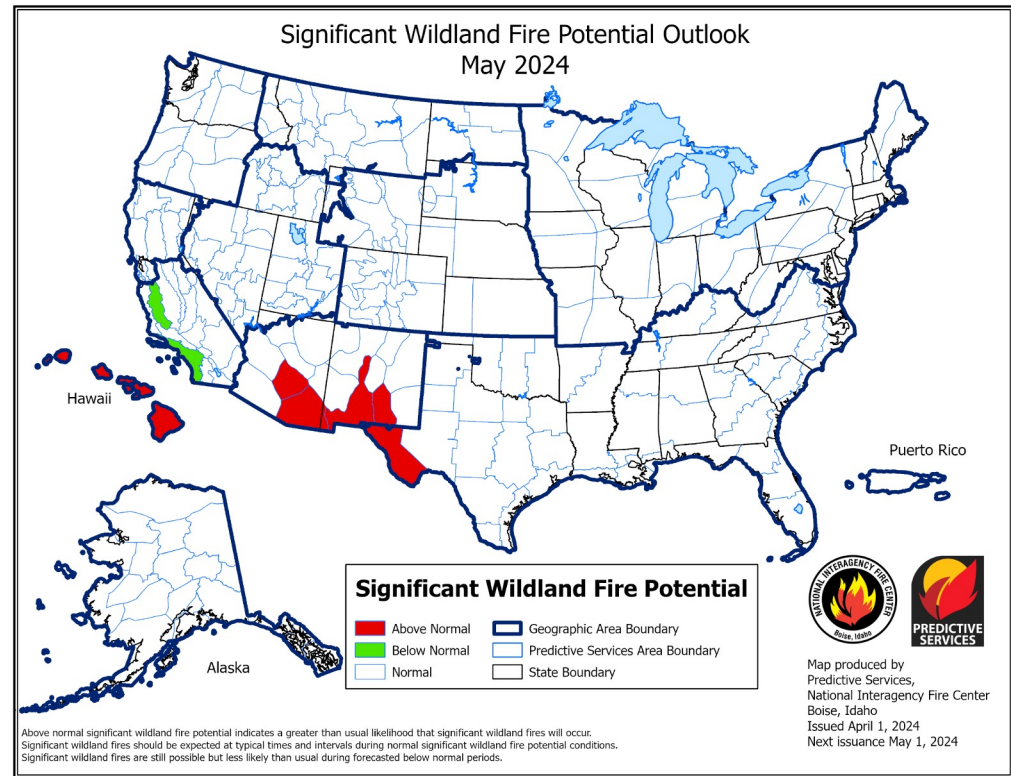 Significant Wildland Fire Potential Outlook
May 2024
Hawaii
Puerto Rico
Alaska
Significant Wildland Fire Potential
Above Normal
Below Normal
Normal
Geographic Area Boundary
Predictive Services Area Boundary
State Boundary
NATIONAL INTERAGENCY FIRE CENTER
Boise, Idaho
PREDICTIVE
SERVICES
Map produced by
Predictive Services,
National Interagency Fire Center
Boise, Idaho
Issued April 1, 2024
Next issuance May 1, 2024
Above normal significant wildland fire potential indicates a greater than usual likelihood that significant wildland fires will occur.
Significant wildland fires should be expected at typical times and intervals during normal significant wildland fire potential conditions.
Significant wildland fires are still possible but less likely than usual during forecasted below normal periods.